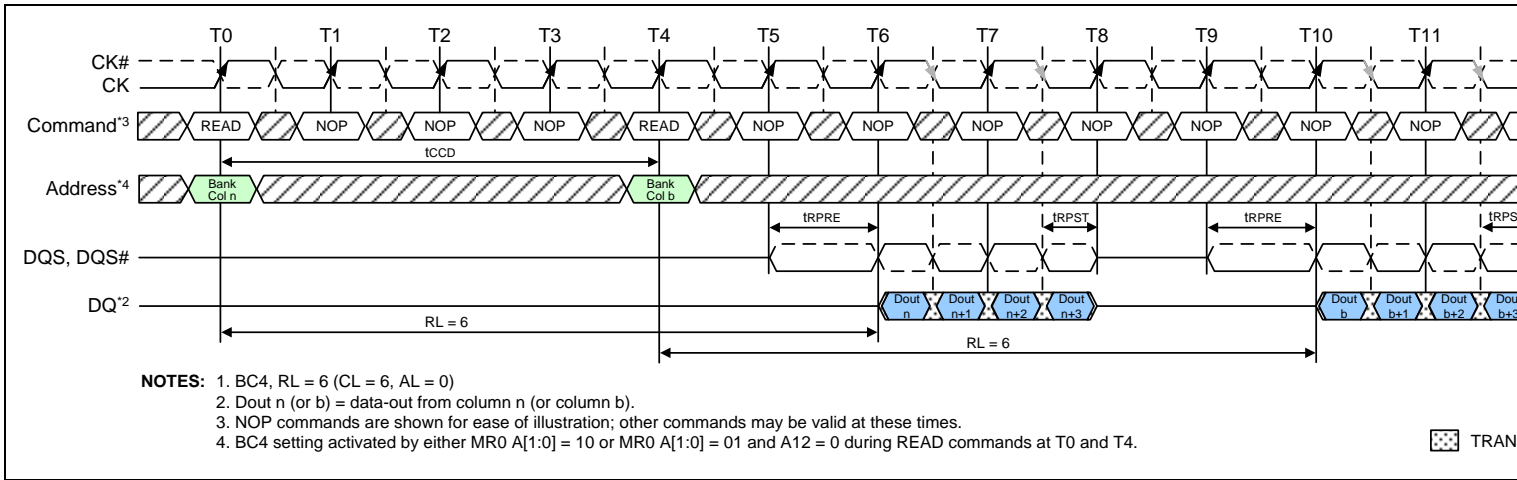 T0 T1 T2 T3 T4 T5 T6 T7 T8 T9 T10 T11
CK#
CK
Command*3 READ NOP NOP NOP READ NOP NOP NOP NOP NOP NOP NOP
tCCD
Address*4 Bank Col n Bank Col b
tRPRE tRPST tRPRE tRPS
DQS, DQS#
DQ*2 Dout n Dout n+1 Dout n+2 Dout n+3 Dout b Dout b+1 Dout b+2 Dout b+3
RL = 6
RL = 6
NOTES: 1. BC4, RL = 6 (CL = 6, AL = 0)
2. Dout n (or b) = data-out from column n (or column b).
3. NOP commands are shown for ease of illustration; other commands may be valid at these times.
4. BC4 setting activated by either MR0 A[1:0] = 10 or MR0 A[1:0] = 01 and A12 = 0 during READ commands at T0 and T4.
TRAN